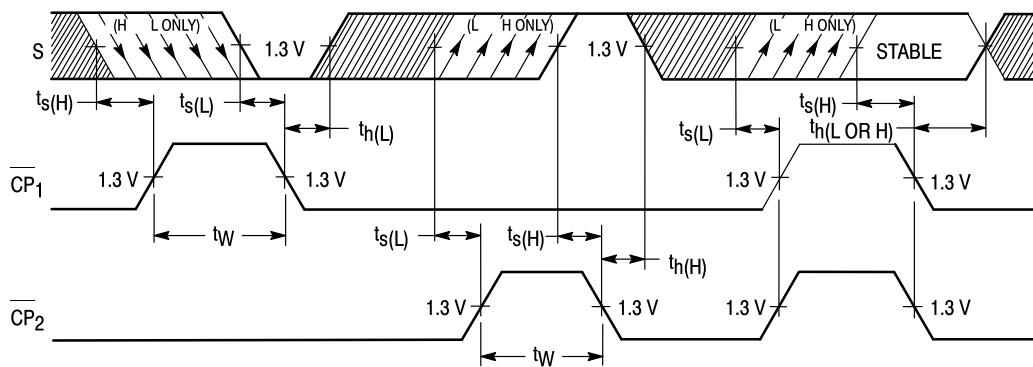 (H L ONLY) (L H ONLY) (L H ONLY)
S 1.3 V 1.3 V STABLE
ts(H) ts(L) ts(H)
th(L) ts(L) th(L OR H)
CP1 1.3 V 1.3 V 1.3 V 1.3 V
tW ts(L) ts(H)
th(H)
CP2 1.3 V 1.3 V 1.3 V 1.3 V
tW